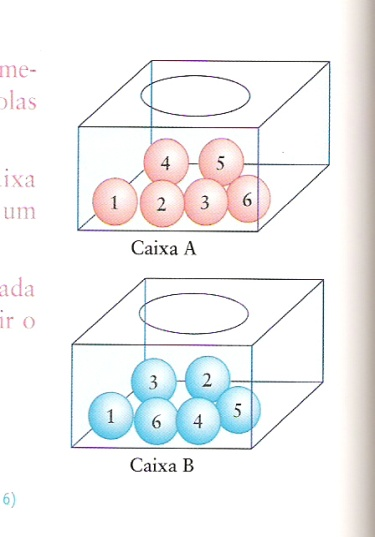 me-
olas
ixa
um
ada
ir o
6)
4 5
1 2 3 6
Caixa A
3 2
1 6 4 5
Caixa B